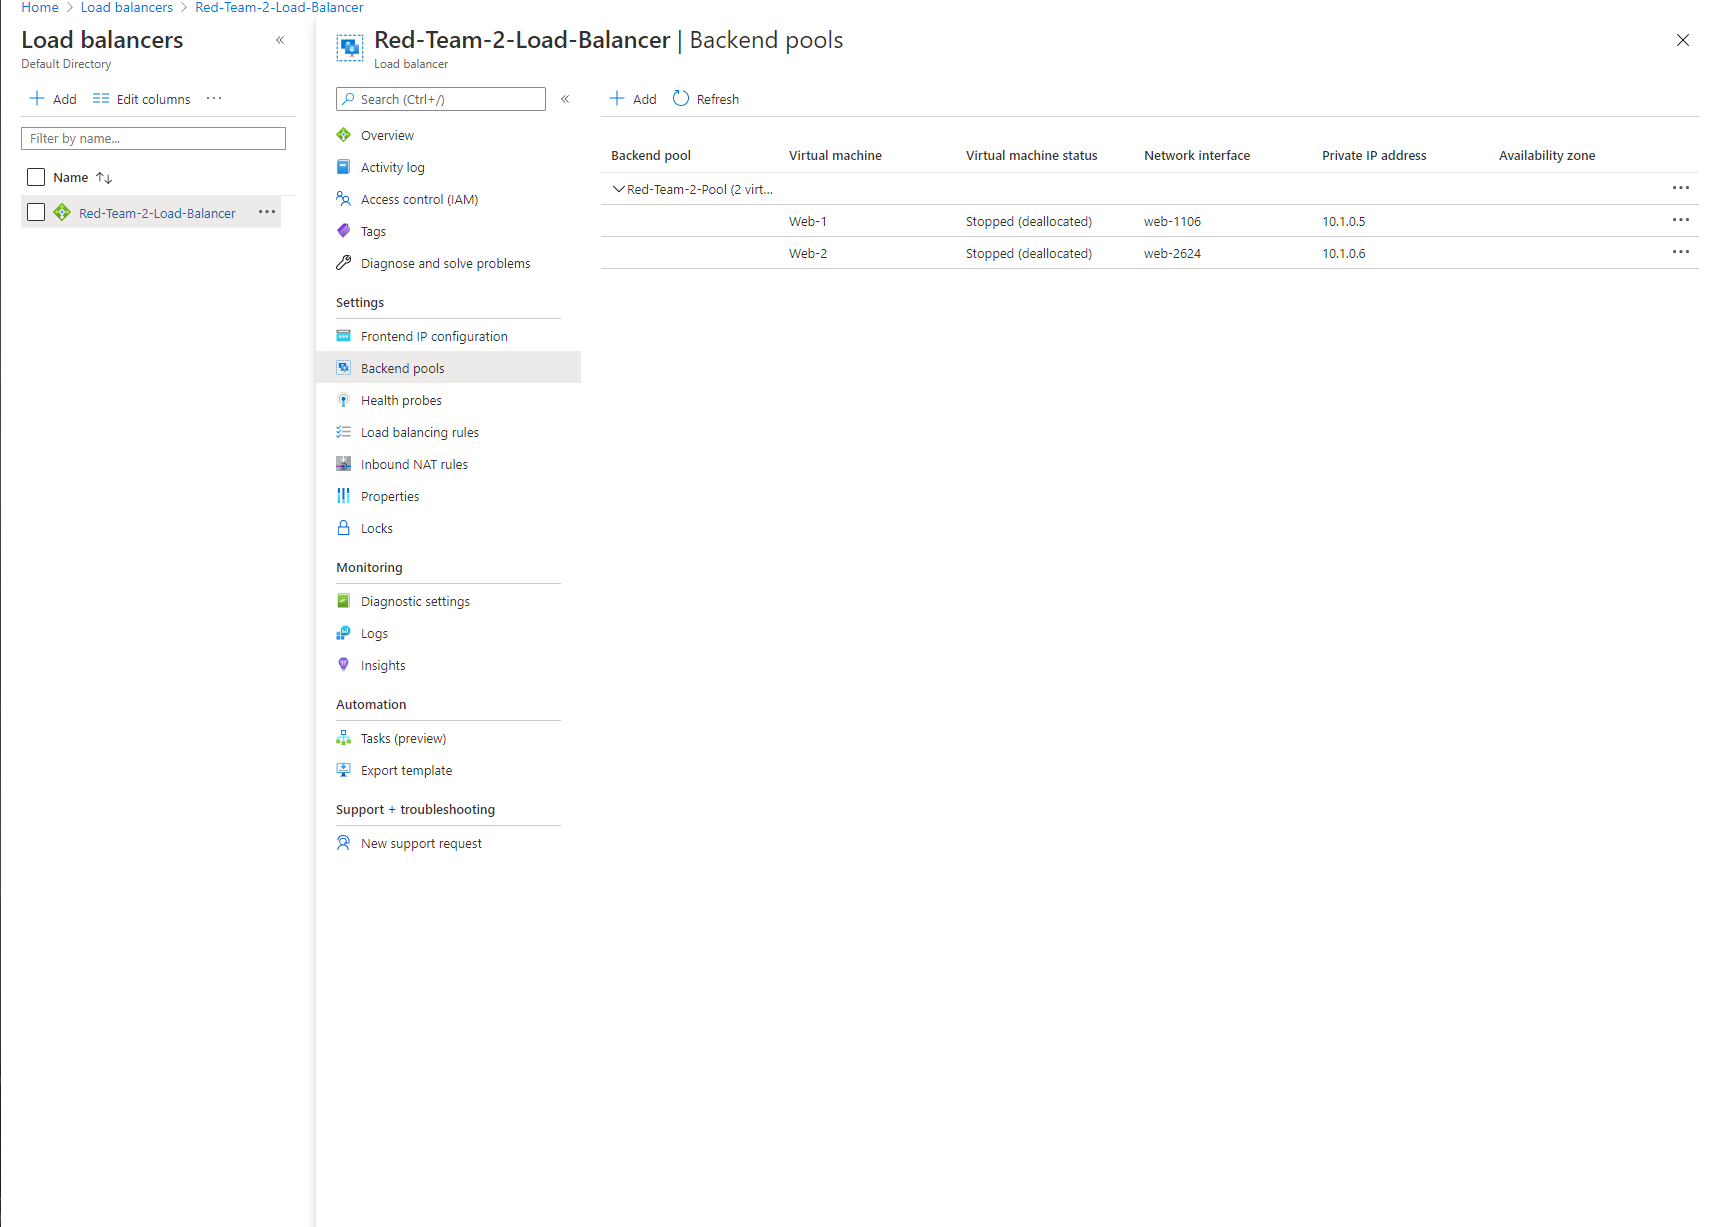 Home > Load balancers > Red-Team-2-Load-Balancer
Load balancers
Default Directory
Add Edit columns ...
Filter by name...
Name
Red-Team-2-Load-Balancer ...
Red-Team-2-Load-Balancer | Backend pools
Load balancer
Search (Ctrl+/)
Overview
Activity log
Access control (IAM)
Tags
Diagnose and solve problems
Settings
Frontend IP configuration
Backend pools
Health probes
Load balancing rules
Inbound NAT rules
Properties
Locks
Monitoring
Diagnostic settings
Logs
Insights
Automation
Tasks (preview)
Export template
Support + troubleshooting
New support request
Add Refresh
Backend pool Virtual machine Virtual machine status Network interface Private IP address Availability zone
Red-Team-2-Pool (2 virt... ...
Web-1 Stopped (deallocated) web-1106 10.1.0.5 ...
Web-2 Stopped (deallocated) web-2624 10.1.0.6 ...